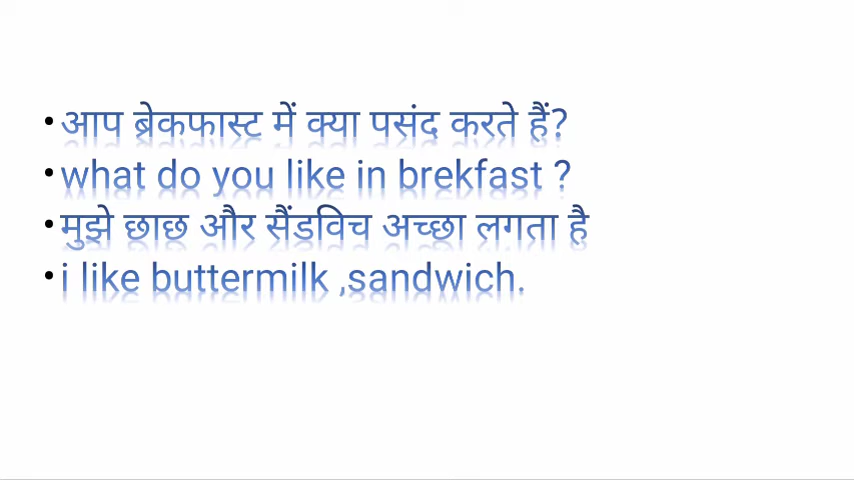 •आप ब्रेकफास्ट में क्या पसंद करते हैं?
•what do you like in brekfast ?
•मुझे छाछ और सैंडविच अच्छा लगता है
•i like buttermilk ,sandwich.